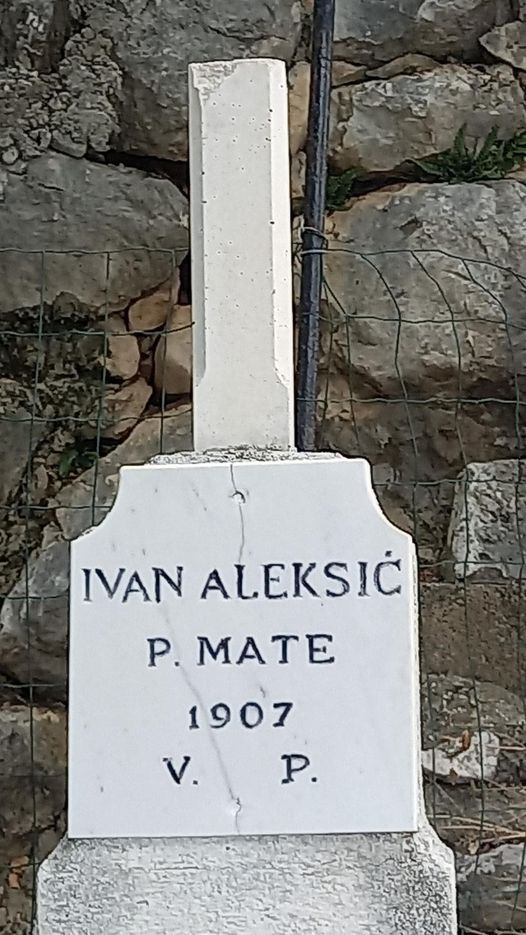 IVAN ALEKSIĆ
P. MATE
1907
V. P.